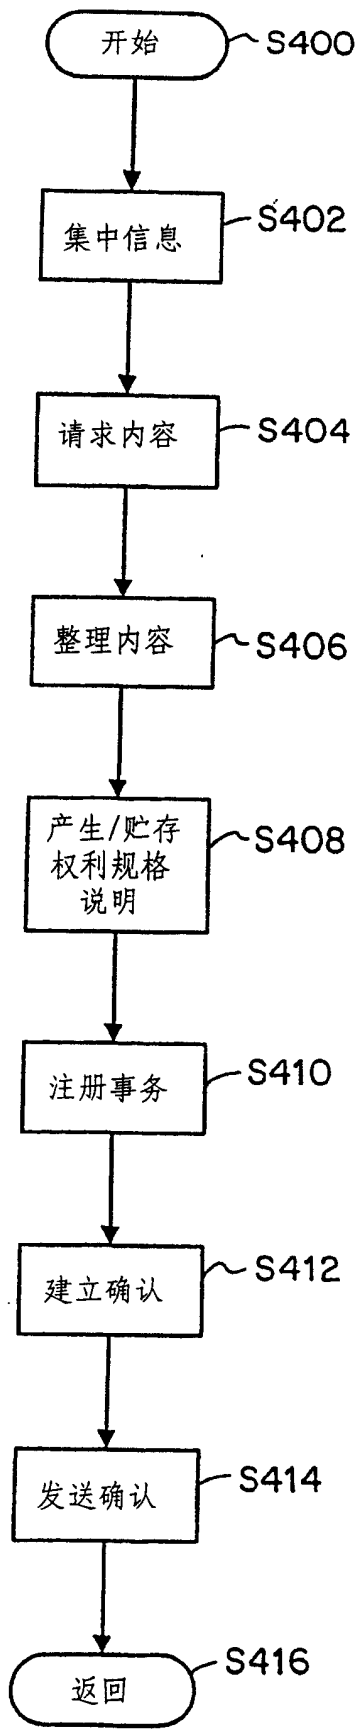 开始
S400
集中信息
S402
请求内容
S404
整理内容
S406
产生/贮存
权利规格
说明
S408
注册事务
S410
建立确认
S412
发送确认
S414
返回
S416